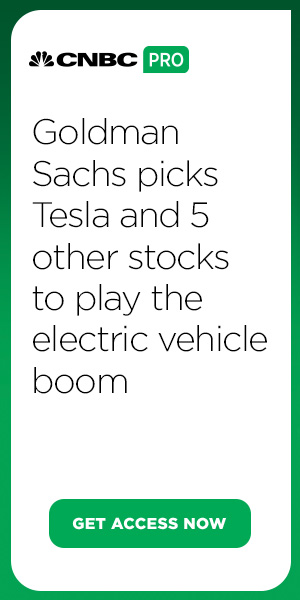 CNBC PRO
Goldman
Sachs picks
Tesla and 5
other stocks
to play the
electric vehicle
boom
GET ACCESS NOW